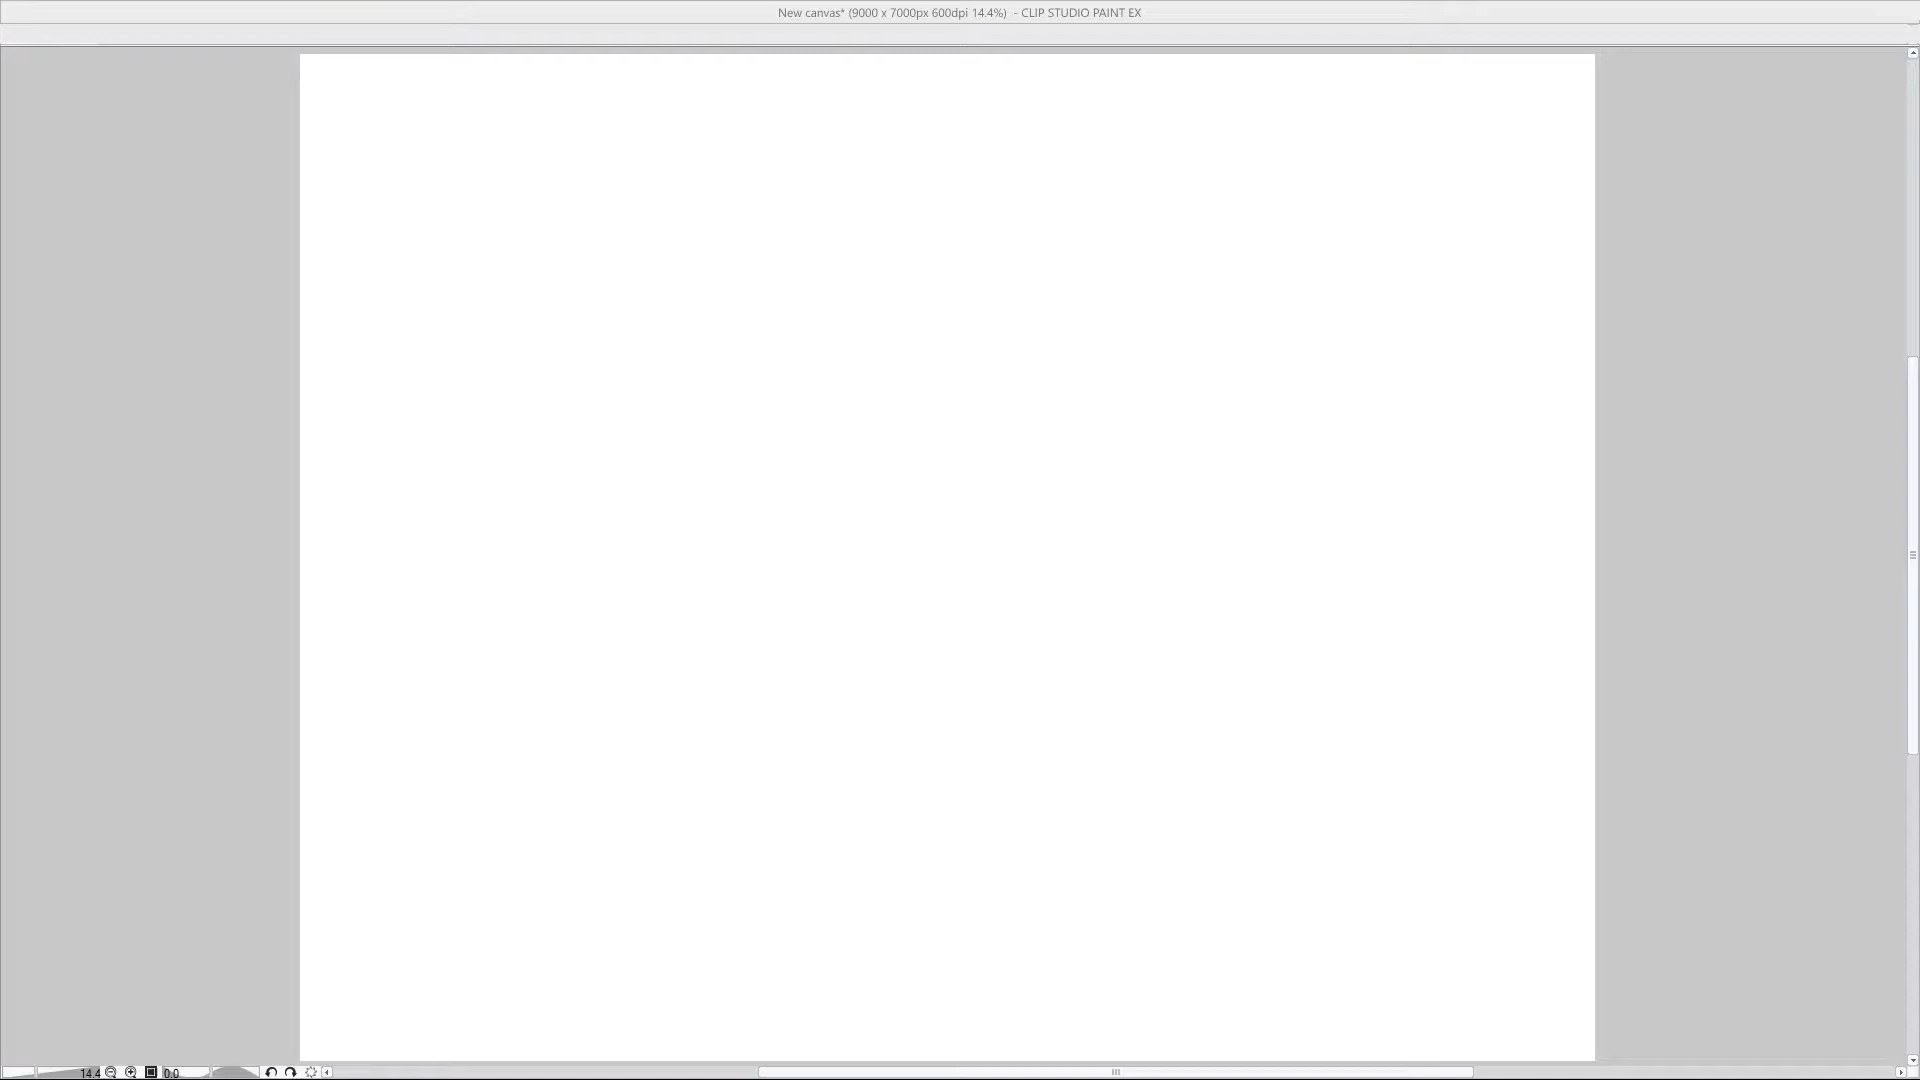 New canvas* (9000 x 7000px 600dpi 14.4%)  - CLIP STUDIO PAINT EX
14.4
0.0